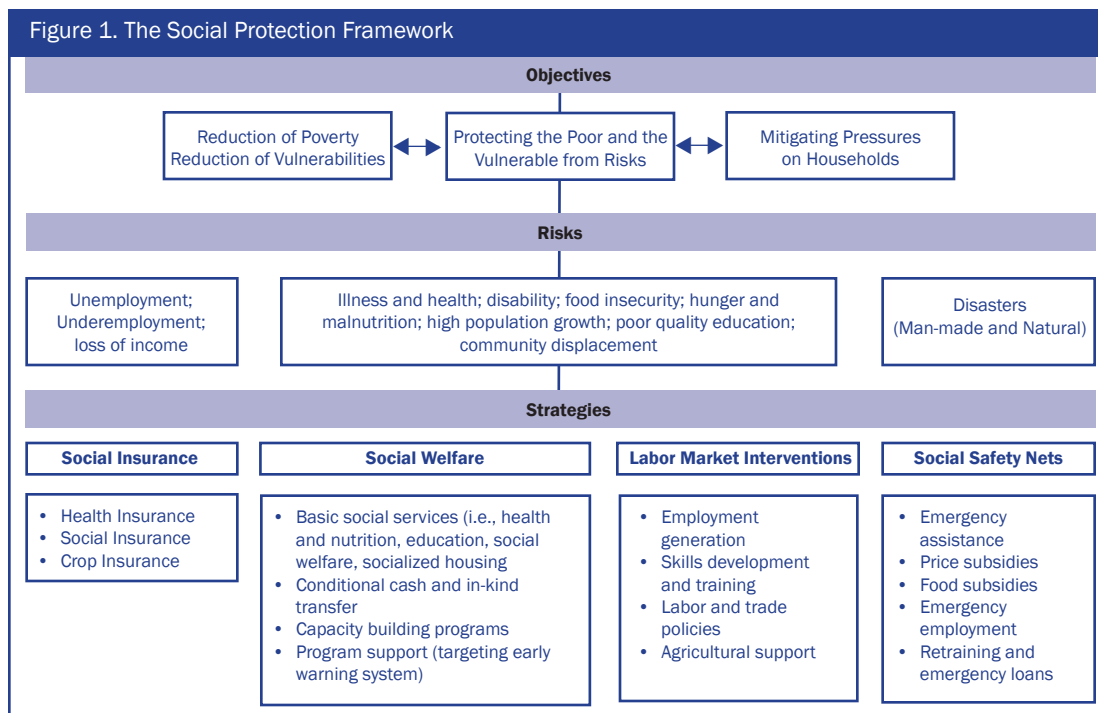 Figure 1. The Social Protection Framework
Objectives
Reduction of Poverty
Reduction of Vulnerabilities
Protecting the Poor and the
Vulnerable from Risks
Mitigating Pressures
on Households
Risks
Unemployment;
Underemployment;
loss of income
Illness and health; disability; food insecurity; hunger and
malnutrition; high population growth; poor quality education;
community displacement
Disasters
(Man-made and Natural)
Strategies
Social Insurance
• Health Insurance
• Social Insurance
• Crop Insurance
Social Welfare
• Basic social services (i.e., health
and nutrition, education, social
welfare, socialized housing
• Conditional cash and in-kind
transfer
• Capacity building programs
• Program support (targeting early
warning system)
Labor Market Interventions
• Employment
generation
• Skills development
and training
• Labor and trade
policies
• Agricultural support
Social Safety Nets
• Emergency
assistance
• Price subsidies
• Food subsidies
• Emergency
employment
• Retraining and
emergency loans